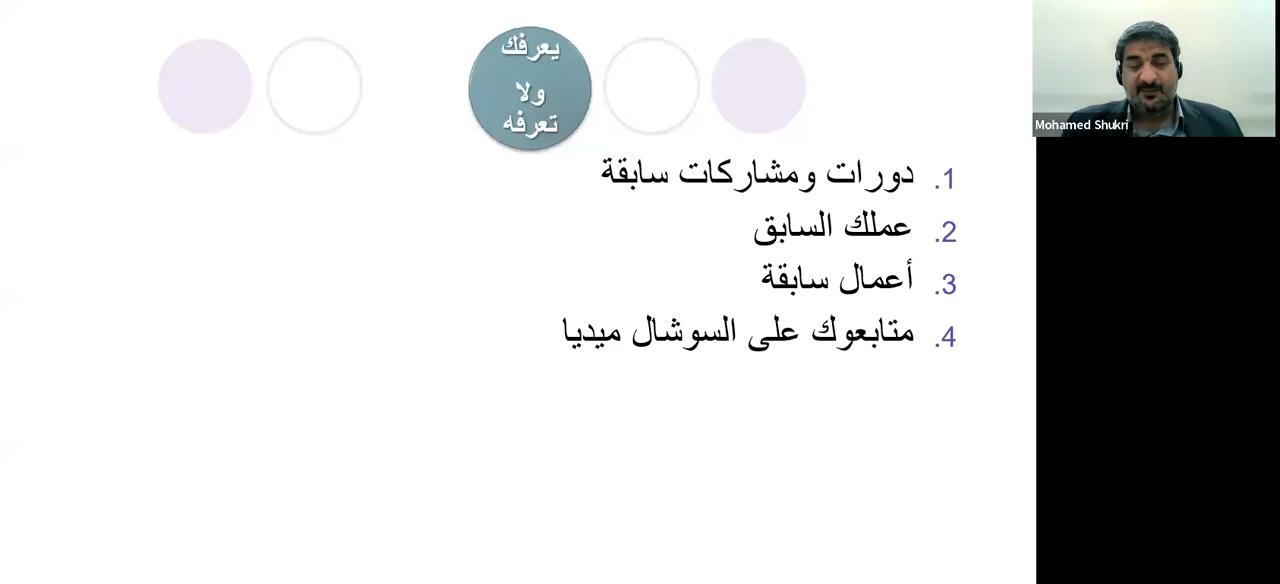 يعرفك
ولا
تعرفه
1. دورات ومشاركات سابقة
2. عملك السابق
3. أعمال سابقة
4. متابعوك على السوشال ميديا
Mohamed Shukri